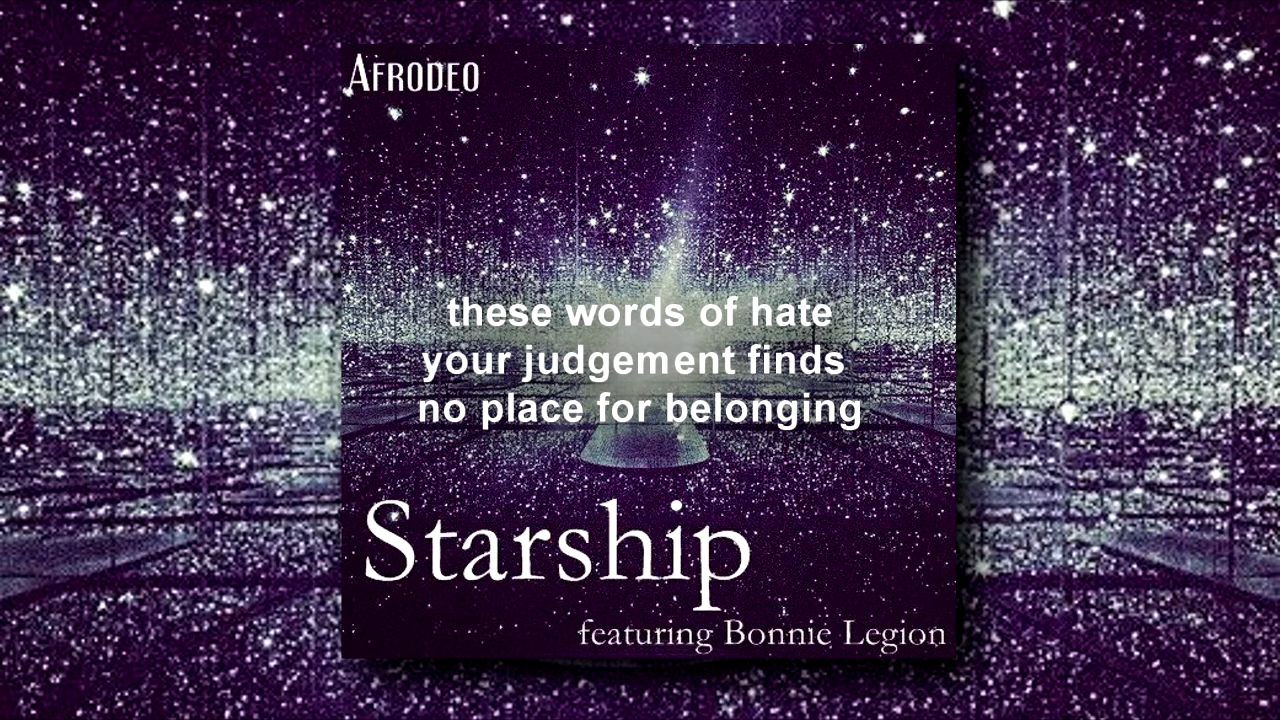 AFRODEO
these words of hate
your judgement finds
no place for belonging
Starship
featuring Bonnie Legion